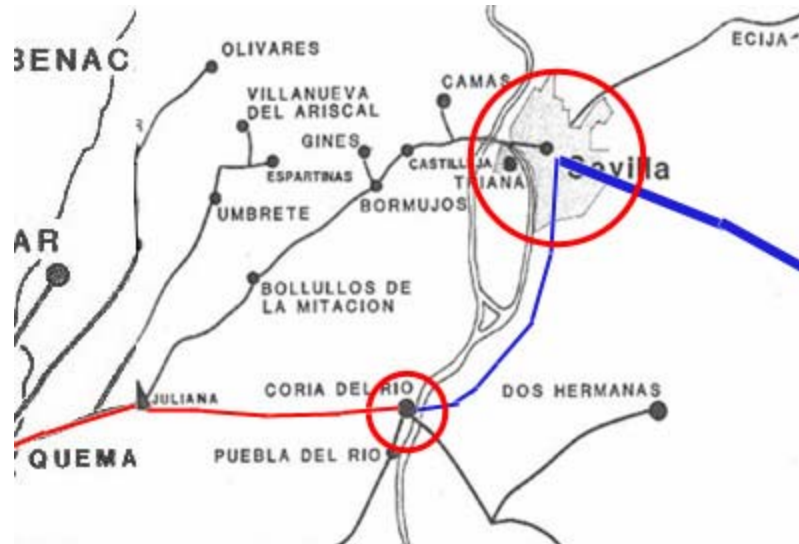 BENAC
OLIVARES
ECIJA
CAMAS
VILLANUEVA
DEL ARISCAL
GINES
ESPARTINAS
CASTILLEJA
TRIANA
Sevilla
UMBRETE
BORMUJOS
AR
BOLLULLOS DE
LA MITACION
JULIANA
CORIA DEL RIO
DOS HERMANAS
QUEMA
PUEBLA DEL RIO